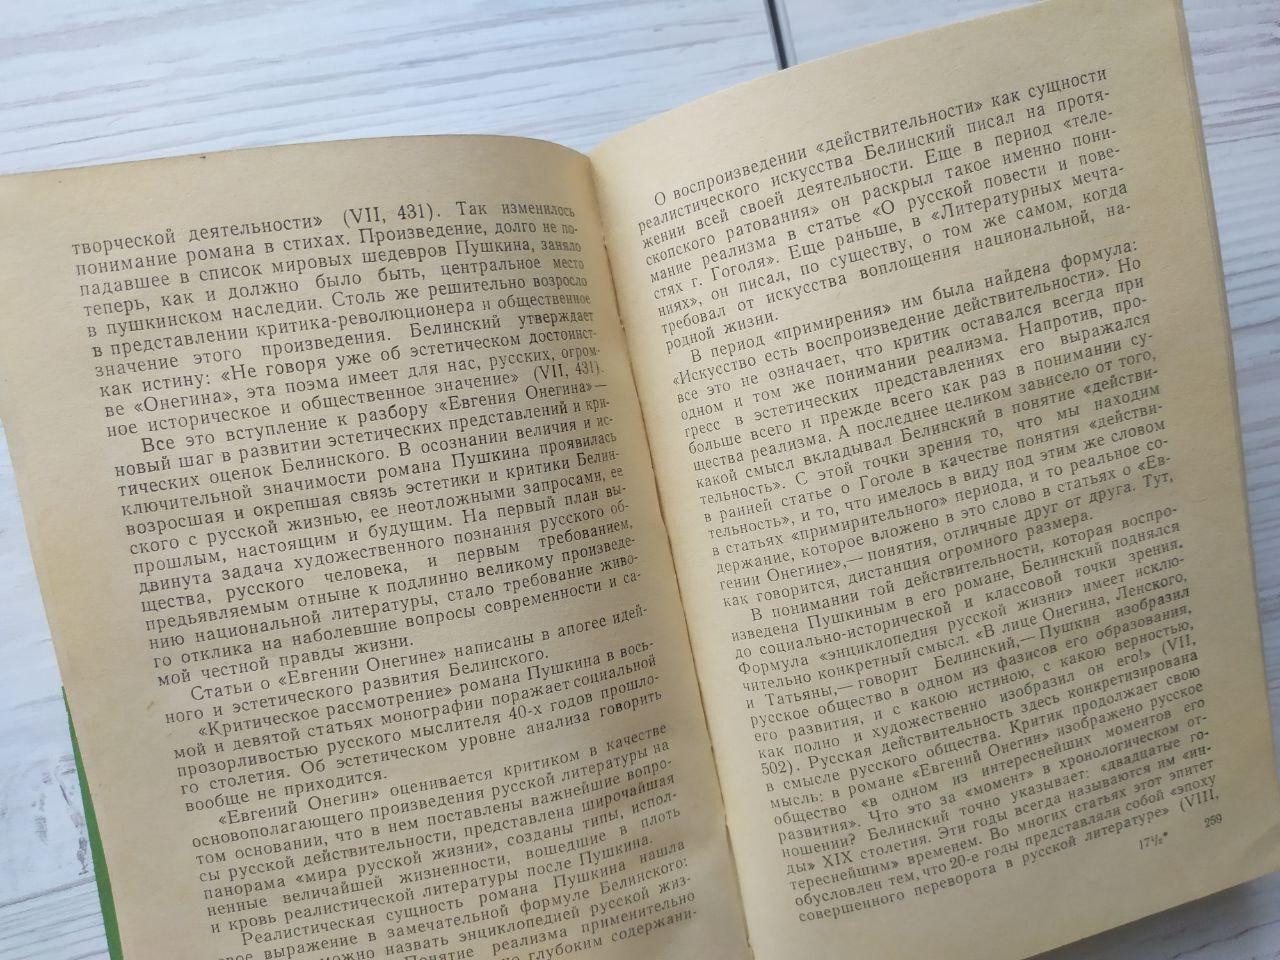 творческой деятельности» (VII, 431). Так изменилось
понимание романа в стихах. Произведение, долго не по-
падавшее в список мировых шедевров Пушкина, заняло
теперь, как и должно было быть, центральное место
в пушкинском наследии. Столь же решительно возросло
в представлении критика-революционера и общественное
значение этого произведения. Белинский утверждает
как истину: «Не говоря уже об эстетическом достоинст-
ве «Онегина», эта поэма имеет для нас, русских, огром-
ное историческое и общественное значение» (VII, 431).
Все это вступление к разбору «Евгения Онегина» —
новый шаг в развитии эстетических представлений и кри-
тических оценок Белинского. В осознании величия и ис-
ключительной значимости романа Пушкина проявилась
возросшая и окрепшая связь эстетики и критики Белин-
ского с русской жизнью, ее неотложными запросами, ее
прошлым, настоящим и будущим. На первый план вы-
двинута задача художественного познания русского об-
щества, русского человека, и первым требованием,
предъявляемым отныне к подлинно великому произведе-
нию национальной литературы, стало требование живо-
го отклика на наболевшие вопросы современности и са-
мой честной правды жизни.
Статьи о «Евгении Онегине» написаны в апогее идей-
ного и эстетического развития Белинского.
«Критическое рассмотрение» романа Пушкина в вось-
мой и девятой статьях монографии поражает социальной
прозорливостью русского мыслителя 40-х годов прошло-
го столетия. Об эстетическом уровне анализа говорить
вообще не приходится.
«Евгений Онегин» оценивается критиком в качестве
основополагающего произведения русской литературы на
том основании, что в нем поставлены важнейшие вопро-
сы русской действительности, представлена широчайшая
панорама «мира русской жизни», созданы типы, испол-
ненные величайшей жизненности, вошедшие в плоть
и кровь реалистической литературы после Пушкина.
Реалистическая сущность романа Пушкина нашла
свое выражение в замечательной формуле Белинского:
можно назвать энциклопедией русской жиз-
Понятие реализма применительно
глубоким содержани-
О воспроизведении «действительности» как сущности
реалистического искусства Белинский писал на протя-
жении всей своей деятельности. Еще в период «теле-
скопского ратования» он раскрыл такое именно пони-
мание реализма в статье «О русской повести и пове-
стях г. Гоголя». Еще раньше, в «Литературных мечта-
ниях», он писал, по существу, о том же самом, когда
требовал от искусства воплощения национальной, на-
родной жизни.
В период «примирения» им была найдена формула:
«Искусство есть воспроизведение действительности». Но
все это не означает, что критик оставался всегда при
одном и том же понимании реализма. Напротив, про-
гресс в эстетических представлениях его выражался
больше всего и прежде всего как раз в понимании су-
щества реализма. А последнее целиком зависело от того,
какой смысл вкладывал Белинский в понятие «действи-
тельность». С этой точки зрения то, что мы находим
в ранней статье о Гоголе в качестве понятия «действи-
тельность», и то, что имелось в виду под этим же словом
в статьях «примирительного» периода, и то реальное со-
держание, которое вложено в это слово в статьях о «Ев-
гении Онегине», — понятия, отличные друг от друга. Тут,
как говорится, дистанция огромного размера.
В понимании той действительности, которая воспро-
изведена Пушкиным в его романе, Белинский поднялся
до социально-исторической и классовой точки зрения.
Формула «энциклопедия русской жизни» имеет исклю-
чительно конкретный смысл. «В лице Онегина, Ленского,
и Татьяны, — говорит Белинский, — Пушкин изобразил
русское общество в одном из фазисов его образования,
его развития, и с какою истиною, с какою верностью,
как полно и художественно изобразил он его!» (VII,
502). Русская действительность здесь конкретизирована
в смысле русского общества. Критик продолжает свою
мысль: в романе «Евгений Онегин» изображено русское
общество «в одном из интереснейших моментов его
развития». Что это за «момент» в хронологическом от-
ношении? Белинский точно указывает: «двадцатые го-
ды» XIX столетия. Эти годы всегда называются им «ин-
тереснейшим» временем. Во многих статьях этот эпитет
обусловлен тем, что 20-е годы представляли собой «эпоху
совершенного переворота в русской литературе» (VIII,
17½*
259